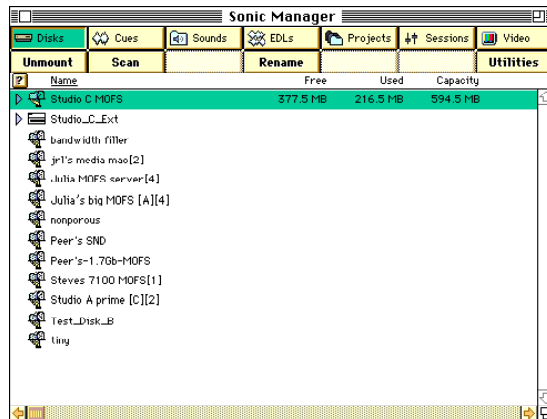 Sonic Manager
Disks Cues Sounds EDLs Projects Sessions Video
Unmount Scan Rename Utilities
? Name Free Used Capacity
Studio C MOFS 377.5 MB 216.5 MB 594.5 MB
Studio_C_Ext
bandwidth filler
jrl's media mac[2]
Julia MOFS server[4]
Julia's big MOFS [A][4]
nonporous
Peer's SND
Peer's-1.7Gb-MOFS
Steves 7100 MOFS[1]
Studio A prime [C][2]
Test_Disk_B
tiny